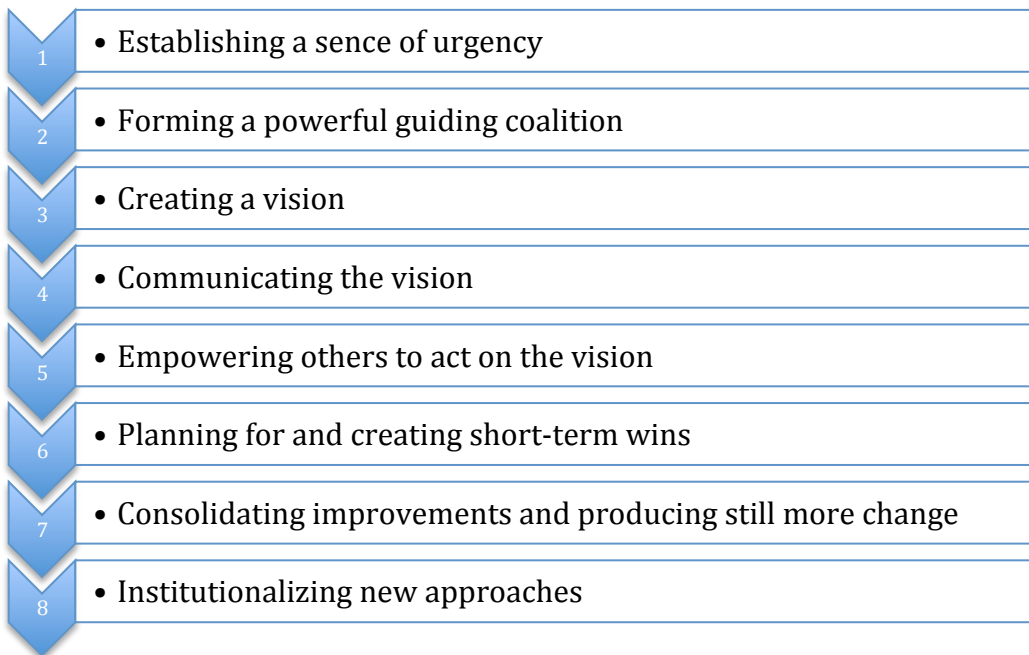 1 • Establishing a sence of urgency
2 • Forming a powerful guiding coalition
3 • Creating a vision
4 • Communicating the vision
5 • Empowering others to act on the vision
6 • Planning for and creating short-term wins
7 • Consolidating improvements and producing still more change
8 • Institutionalizing new approaches